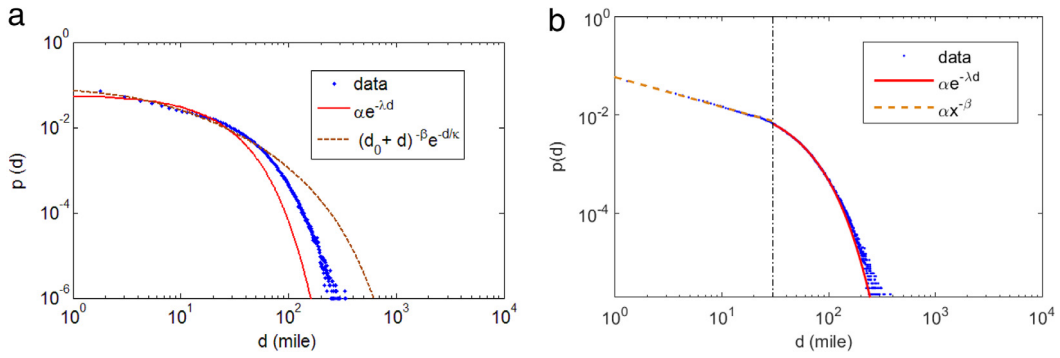 a
10^0
10^-2
10^-4
10^-6
p (d)
data
αe^-λd
(d_0 + d)^-β e^-d/κ
10^0 10^1 10^2 10^3 10^4
d (mile)
b
10^0
10^-2
10^-4
p(d)
data
αe^-λd
αx^-β
10^0 10^1 10^2 10^3 10^4
d (mile)